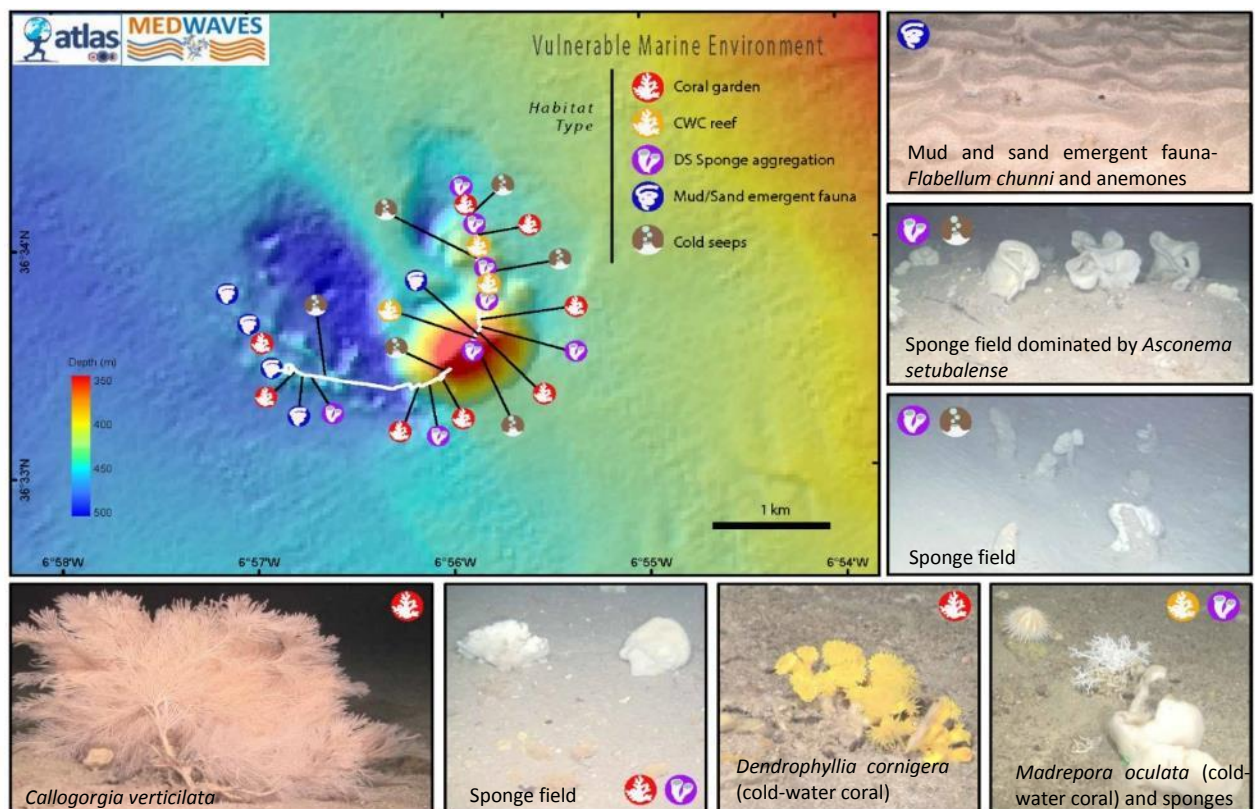 atlas
MEDWAVES
Vulnerable Marine Environment
Habitat
Type
Coral garden
CWC reef
DS Sponge aggregation
Mud/Sand emergent fauna
Cold seeps
36°34'N
36°33'N
Depth (m)
350
400
450
500
1 km
6°58'W
6°57'W
6°56'W
6°55'W
6°54'W
Mud and sand emergent fauna-
Flabellum chunni and anemones
Sponge field dominated by Asconema
setubalense
Sponge field
Callogorgia verticilata
Sponge field
Dendrophyllia cornigera
(cold-water coral)
Madrepora oculata (cold-
water coral) and sponges